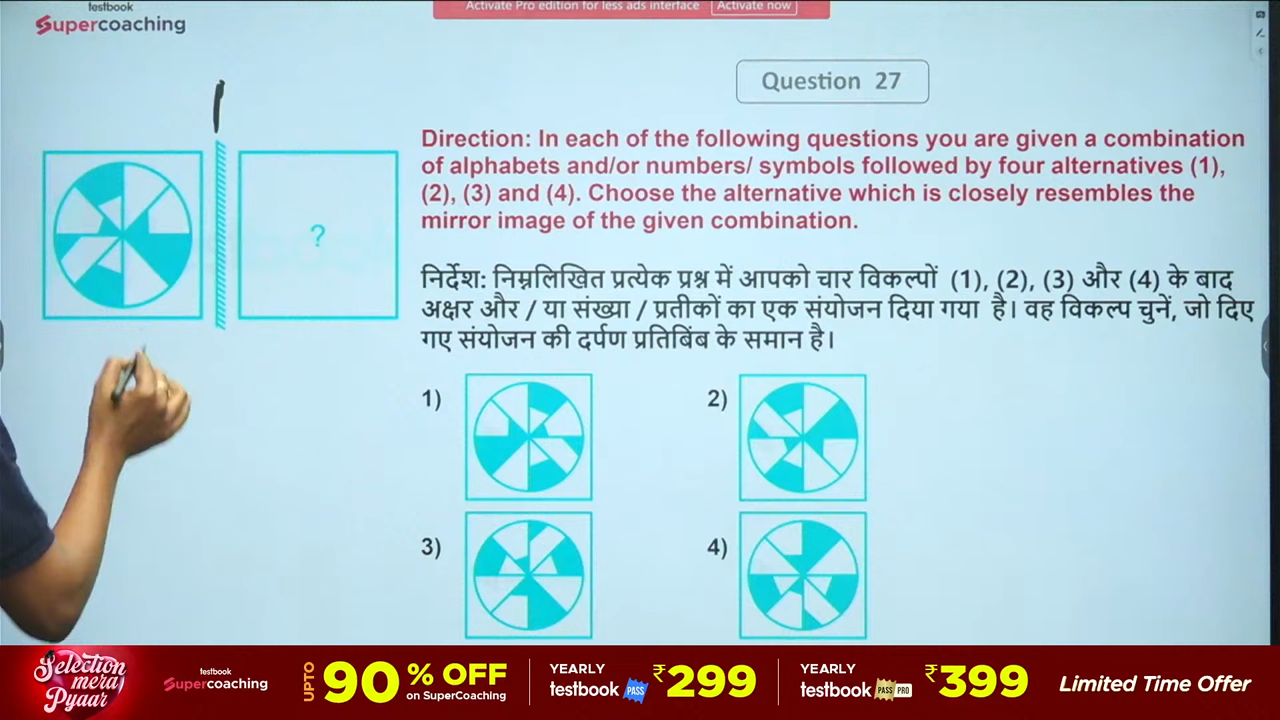 testbook
Supercoaching
Activate Pro edition for less ads interface Activate now
Question 27
Direction: In each of the following questions you are given a combination
of alphabets and/or numbers/ symbols followed by four alternatives (1),
(2), (3) and (4). Choose the alternative which is closely resembles the
mirror image of the given combination.
?
निर्देश: निम्नलिखित प्रत्येक प्रश्न में आपको चार विकल्पों (1), (2), (3) और (4) के बाद
अक्षर और / या संख्या / प्रतीकों का एक संयोजन दिया गया है। वह विकल्प चुनें, जो दिए
गए संयोजन की दर्पण प्रतिबिंब के समान है।
1)
2)
3)
4)
Selection
mera
Pyaar
testbook
Supercoaching
UPTO 90% OFF
on SuperCoaching
YEARLY
testbook PASS
₹299
YEARLY
testbook PASS PRO
₹399
Limited Time Offer